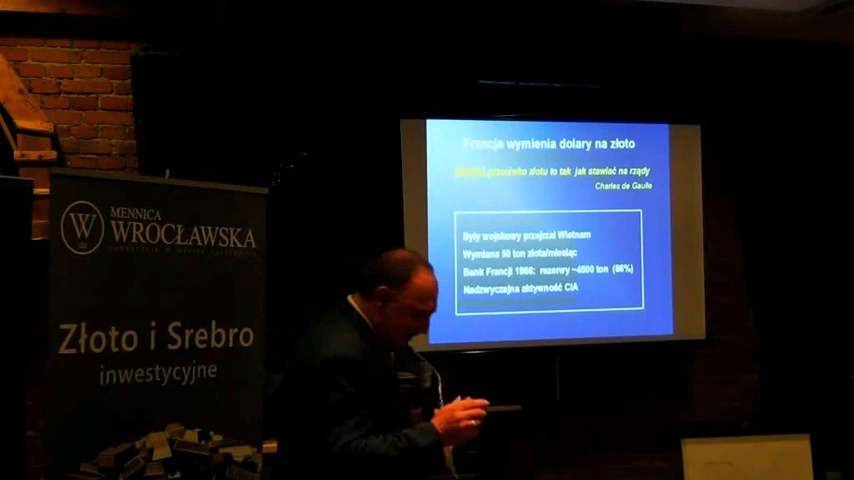 W
MENNICA
WROCŁAWSKA
Złoto i Srebro
inwestycyjne
Francja wymienia dolary na złoto
przeciwko złotu to tak jak stawiać na rządy
Charles de Gaulle
Były wojskowy przejrzał Wietnam
Wymiana 50 ton złota/miesiąc
Bank Francji 1966: rezerwy ~4600 ton (86%)
Nadzwyczajna aktywność CIA